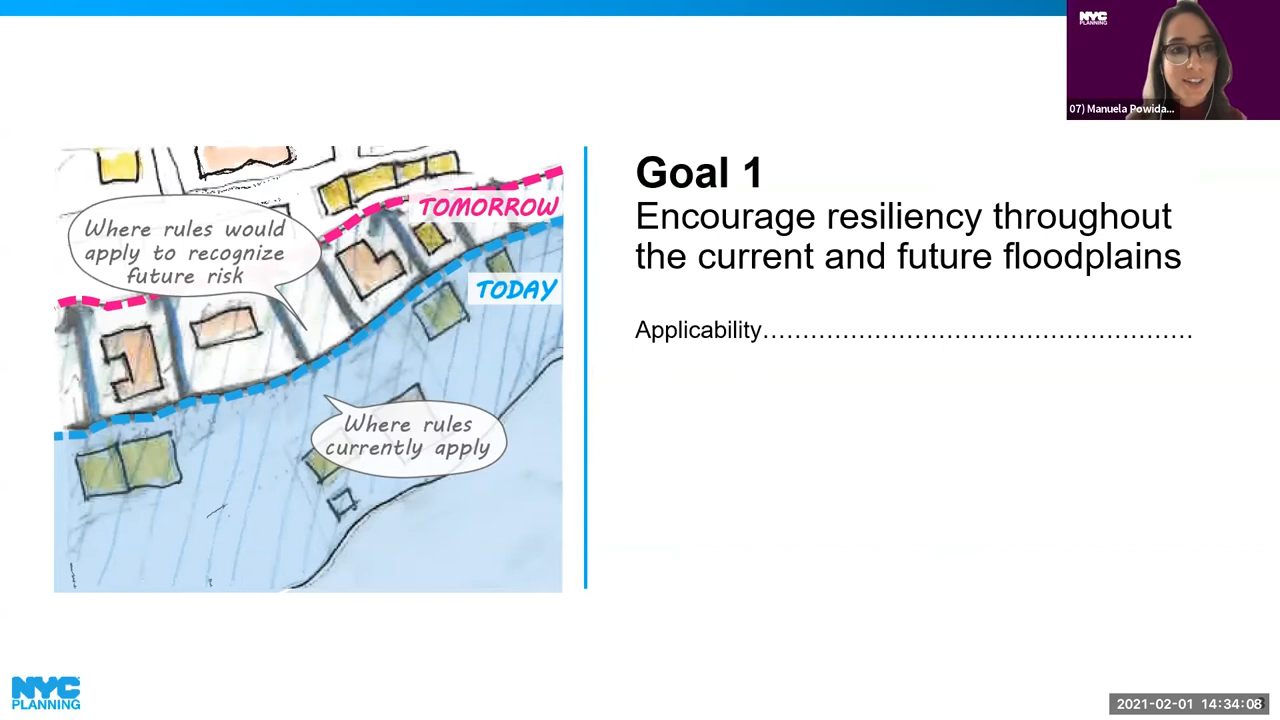 NYC
PLANNING
07) Manuela Powida...
Goal 1
Encourage resiliency throughout
the current and future floodplains
Applicability......................................................
TOMORROW
Where rules would
apply to recognize
future risk
TODAY
Where rules
currently apply
NYC
PLANNING
2021-02-01 14:34:08